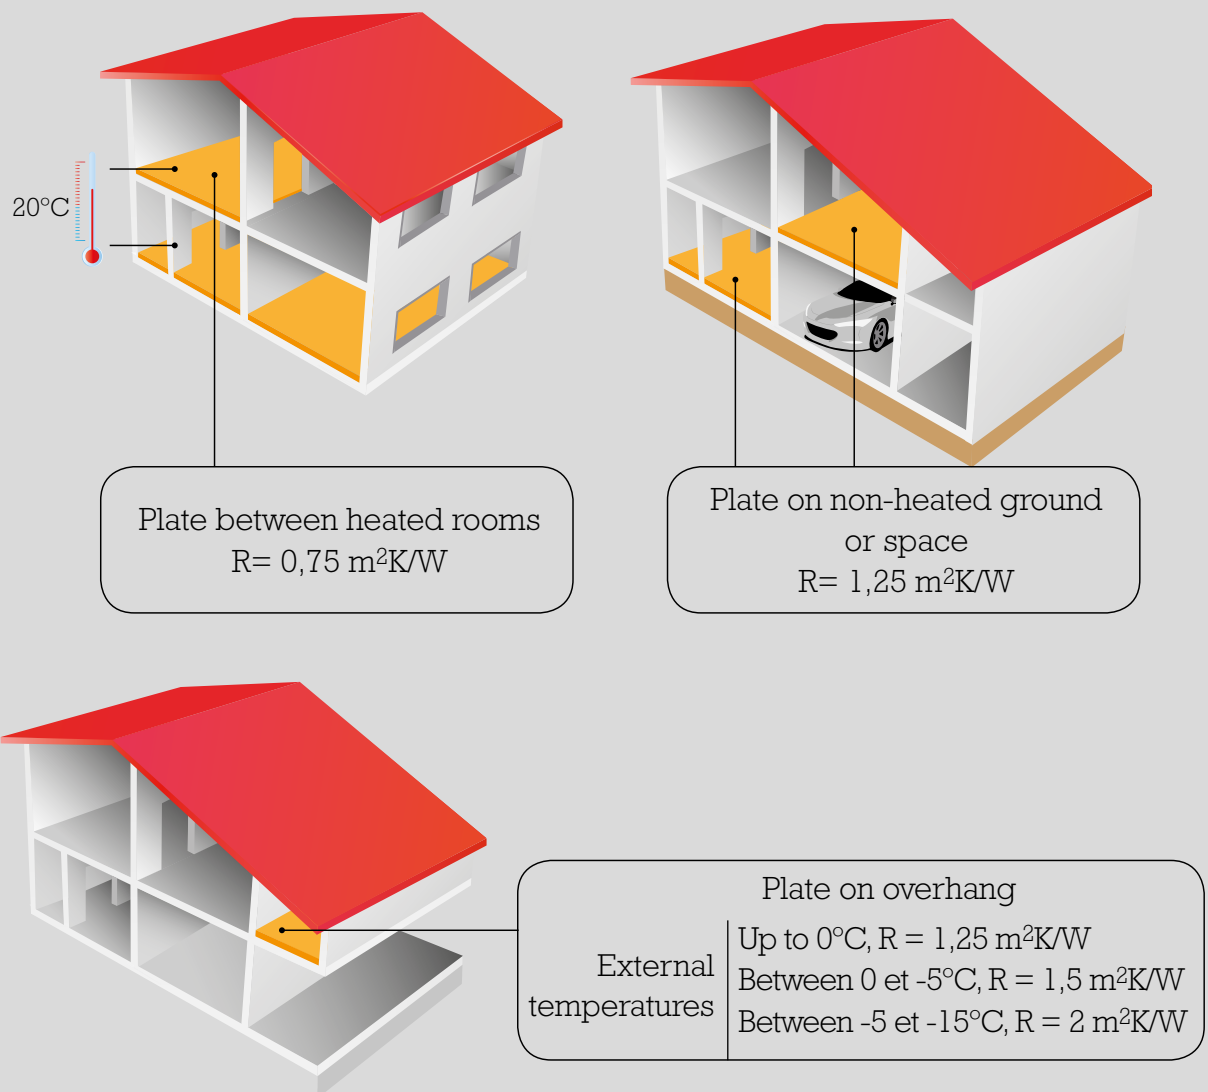 20°C
Plate between heated rooms
R= 0,75 m²K/W
Plate on non-heated ground
or space
R= 1,25 m²K/W
Plate on overhang
External
temperatures
Up to 0°C, R = 1,25 m²K/W
Between 0 et -5°C, R = 1,5 m²K/W
Between -5 et -15°C, R = 2 m²K/W